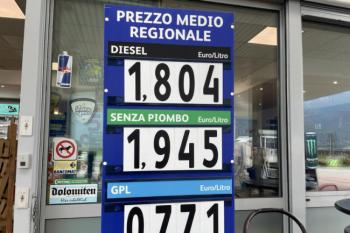 PREZZO MEDIO
REGIONALE
DIESEL Euro/Litro
1,804
SENZA PIOMBO Euro/Litro
1,945
GPL Euro/Litro
0,771
BANCOMAT
Dolomiten